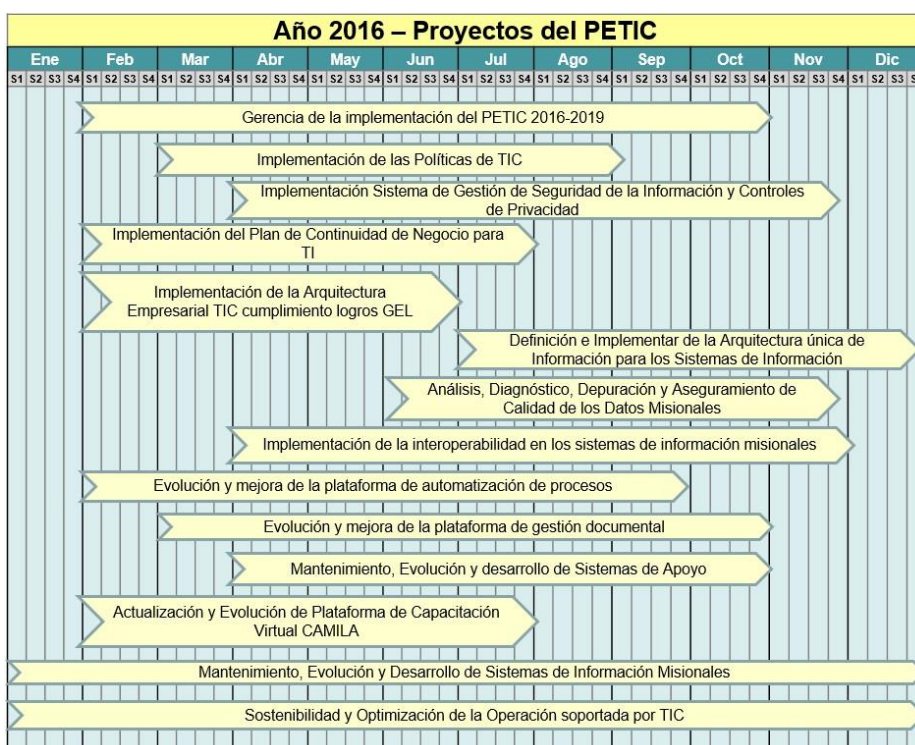 Año 2016 – Proyectos del PETIC
Ene Feb Mar Abr May Jun Jul Ago Sep Oct Nov Dic
S1 S2 S3 S4 S1 S2 S3 S4 S1 S2 S3 S4 S1 S2 S3 S4 S1 S2 S3 S4 S1 S2 S3 S4 S1 S2 S3 S4 S1 S2 S3 S4 S1 S2 S3 S4 S1 S2 S3 S4 S1 S2 S3 S4 S1 S2 S3
Gerencia de la implementación del PETIC 2016-2019
Implementación de las Políticas de TIC
Implementación Sistema de Gestión de Seguridad de la Información y Controles
de Privacidad
Implementación del Plan de Continuidad de Negocio para
TI
Implementación de la Arquitectura
Empresarial TIC cumplimiento logros GEL
Definición e Implementar de la Arquitectura única de
Información para los Sistemas de Información
Análisis, Diagnóstico, Depuración y Aseguramiento de
Calidad de los Datos Misionales
Implementación de la interoperabilidad en los sistemas de información misionales
Evolución y mejora de la plataforma de automatización de procesos
Evolución y mejora de la plataforma de gestión documental
Mantenimiento, Evolución y desarrollo de Sistemas de Apoyo
Actualización y Evolución de Plataforma de Capacitación
Virtual CAMILA
Mantenimiento, Evolución y Desarrollo de Sistemas de Información Misionales
Sostenibilidad y Optimización de la Operación soportada por TIC